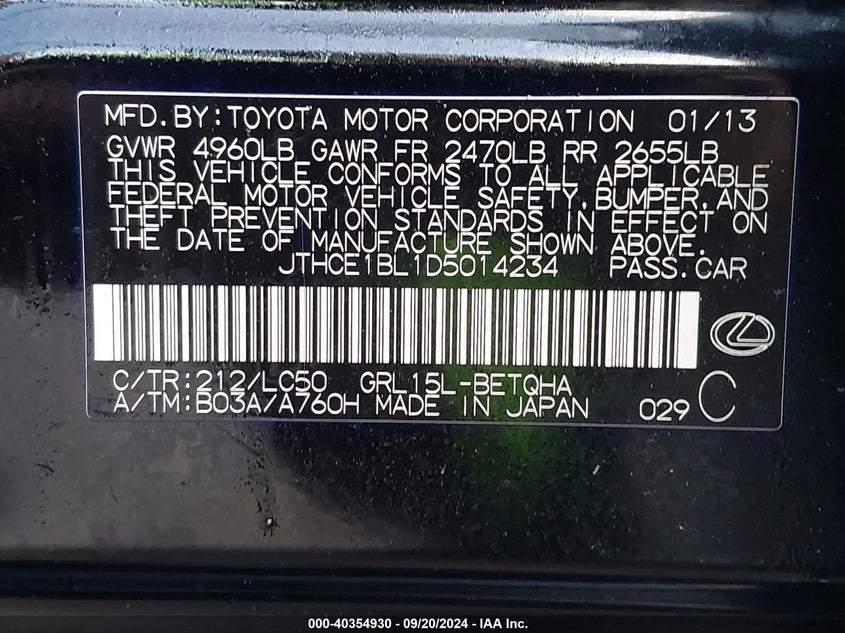 MFD.BY:TOYOTA MOTOR CORPORATION 01/13
GVWR 4960LB GAWR FR 2470LB RR 2655LB
THIS VEHICLE CONFORMS TO ALL APPLICABLE
FEDERAL MOTOR VEHICLE SAFETY,BUMPER,AND
THEFT PREVENTION STANDARDS IN EFFECT ON
THE DATE OF MANUFACTURE SHOWN ABOVE.
JTHCE1BL1D5014234 PASS.CAR
C/TR:212/LC50 GRL15L-BETQHA
A/TM:B03A/A760H MADE IN JAPAN 029 C
000-40354930 - 09/20/2024 - IAA Inc.